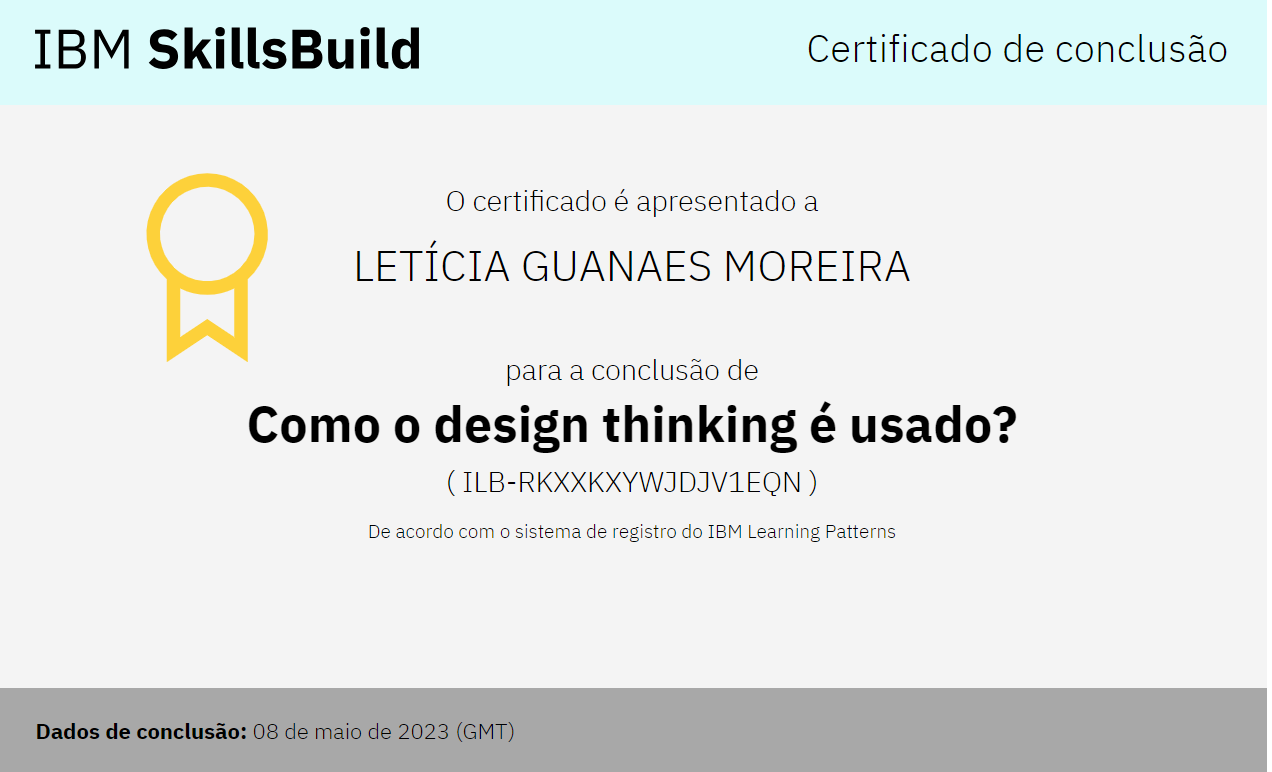 IBM SkillsBuild
Certificado de conclusão
O certificado é apresentado a
LETÍCIA GUANAES MOREIRA
para a conclusão de
Como o design thinking é usado?
( ILB-RKXXKXYWJDJV1EQN )
De acordo com o sistema de registro do IBM Learning Patterns
Dados de conclusão: 08 de maio de 2023 (GMT)